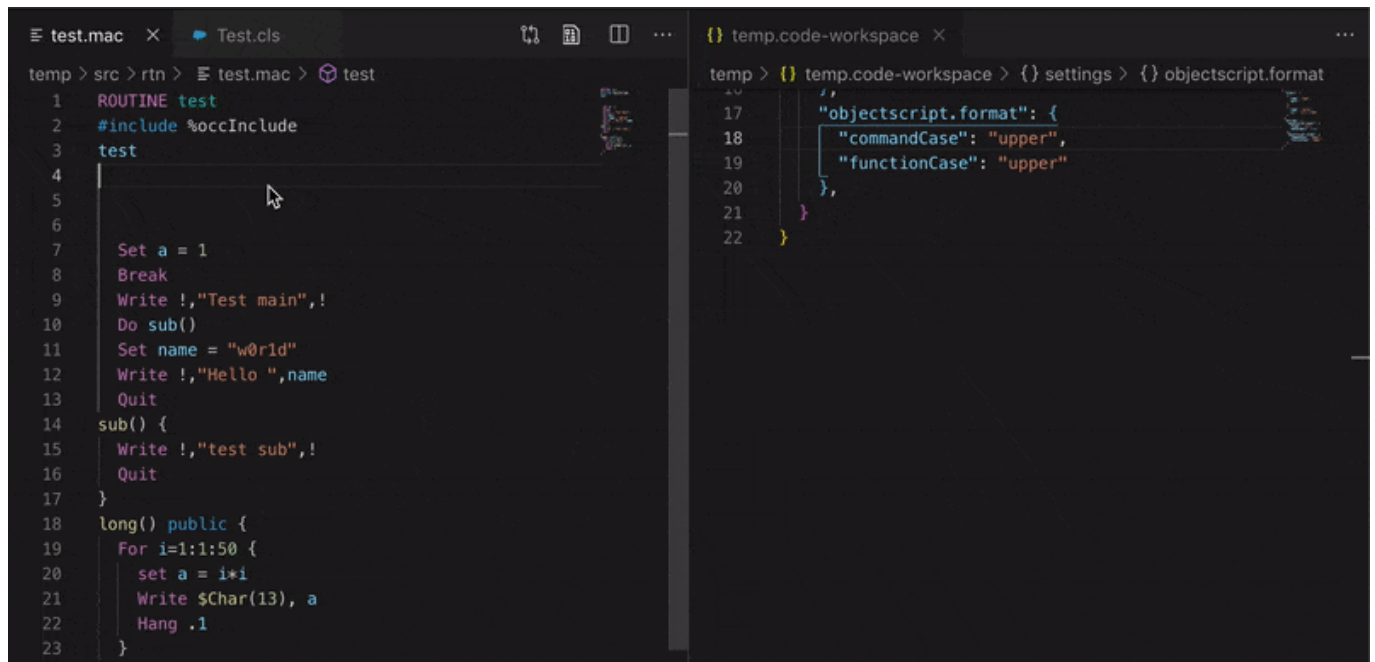 test.mac × Test.cls ...
temp > src > rtn > test.mac > test
1 ROUTINE test
2 #include %occInclude
3 test
4
5
6
7 Set a = 1
8 Break
9 Write !,"Test main",!
10 Do sub()
11 Set name = "w0r1d"
12 Write !,"Hello ",name
13 Quit
14 sub() {
15 Write !,"test sub",!
16 Quit
17 }
18 long() public {
19 For i=1:1:50 {
20 set a = i*i
21 Write $Char(13), a
22 Hang .1
23 }
{} temp.code-workspace × ...
temp > {} temp.code-workspace > {} settings > {} objectscript.format
16 },
17 "objectscript.format": {
18 "commandCase": "upper",
19 "functionCase": "upper"
20 },
21 }
22 }